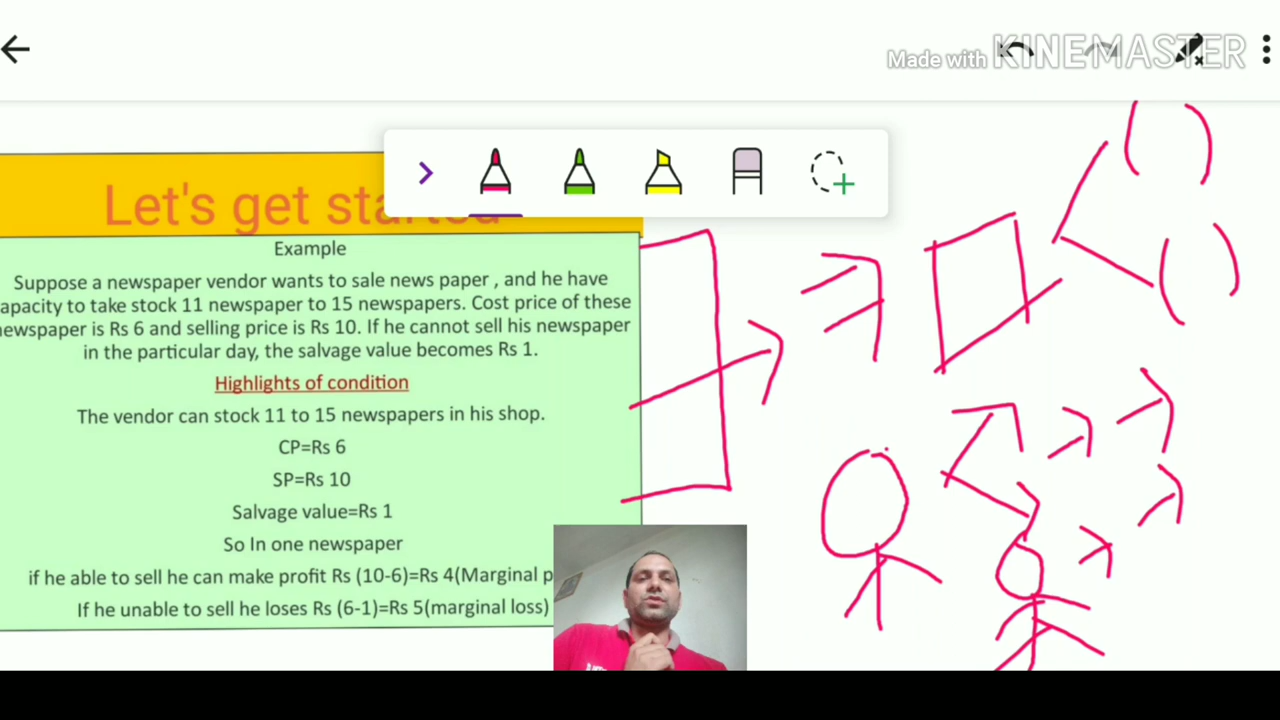 Made with KINEMASTER
Let's get started
Example
Suppose a newspaper vendor wants to sale news paper , and he have
apacity to take stock 11 newspaper to 15 newspapers. Cost price of these
ewspaper is Rs 6 and selling price is Rs 10. If he cannot sell his newspaper
in the particular day, the salvage value becomes Rs 1.
Highlights of condition
The vendor can stock 11 to 15 newspapers in his shop.
CP=Rs 6
SP=Rs 10
Salvage value=Rs 1
So In one newspaper
if he able to sell he can make profit Rs (10-6)=Rs 4(Marginal p
If he unable to sell he loses Rs (6-1)=Rs 5(marginal loss)